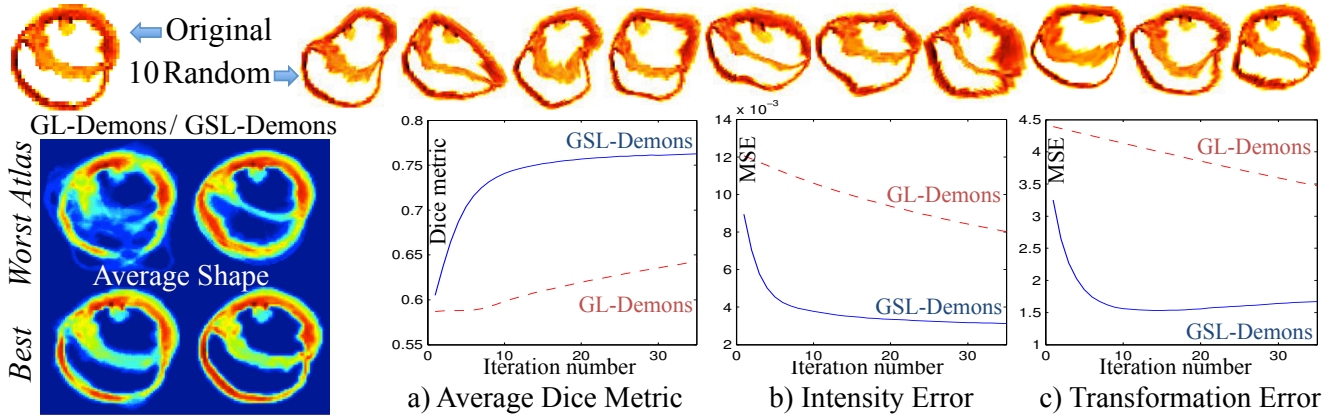 Original
10 Random
GL-Demons / GSL-Demons
Worst Atlas
Average Shape
Best
0.8
0.75
0.7
0.65
0.6
0.55
Dice metric
GSL-Demons
GL-Demons
0 10 20 30
Iteration number
a) Average Dice Metric
× 10⁻³
14
12
10
8
6
4
2
MSE
GL-Demons
GSL-Demons
0 10 20 30
Iteration number
b) Intensity Error
4.5
4
3.5
3
2.5
2
1.5
1
MSE
GL-Demons
GSL-Demons
0 10 20 30
Iteration number
c) Transformation Error